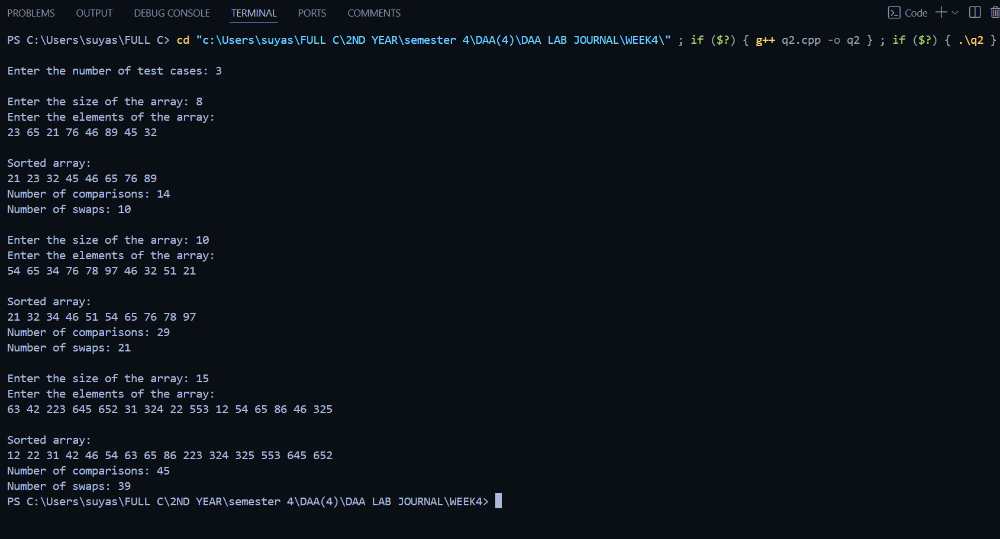 PROBLEMS OUTPUT DEBUG CONSOLE TERMINAL PORTS COMMENTS Code
PS C:\Users\suyas\FULL C> cd "c:\Users\suyas\FULL C\2ND YEAR\semester 4\DAA(4)\DAA LAB JOURNAL\WEEK4\" ; if ($?) { g++ q2.cpp -o q2 } ; if ($?) { .\q2 }
Enter the number of test cases: 3
Enter the size of the array: 8
Enter the elements of the array:
23 65 21 76 46 89 45 32
Sorted array:
21 23 32 45 46 65 76 89
Number of comparisons: 14
Number of swaps: 10
Enter the size of the array: 10
Enter the elements of the array:
54 65 34 76 78 97 46 32 51 21
Sorted array:
21 32 34 46 51 54 65 76 78 97
Number of comparisons: 29
Number of swaps: 21
Enter the size of the array: 15
Enter the elements of the array:
63 42 223 645 652 31 324 22 553 12 54 65 86 46 325
Sorted array:
12 22 31 42 46 54 63 65 86 223 324 325 553 645 652
Number of comparisons: 45
Number of swaps: 39
PS C:\Users\suyas\FULL C\2ND YEAR\semester 4\DAA(4)\DAA LAB JOURNAL\WEEK4>